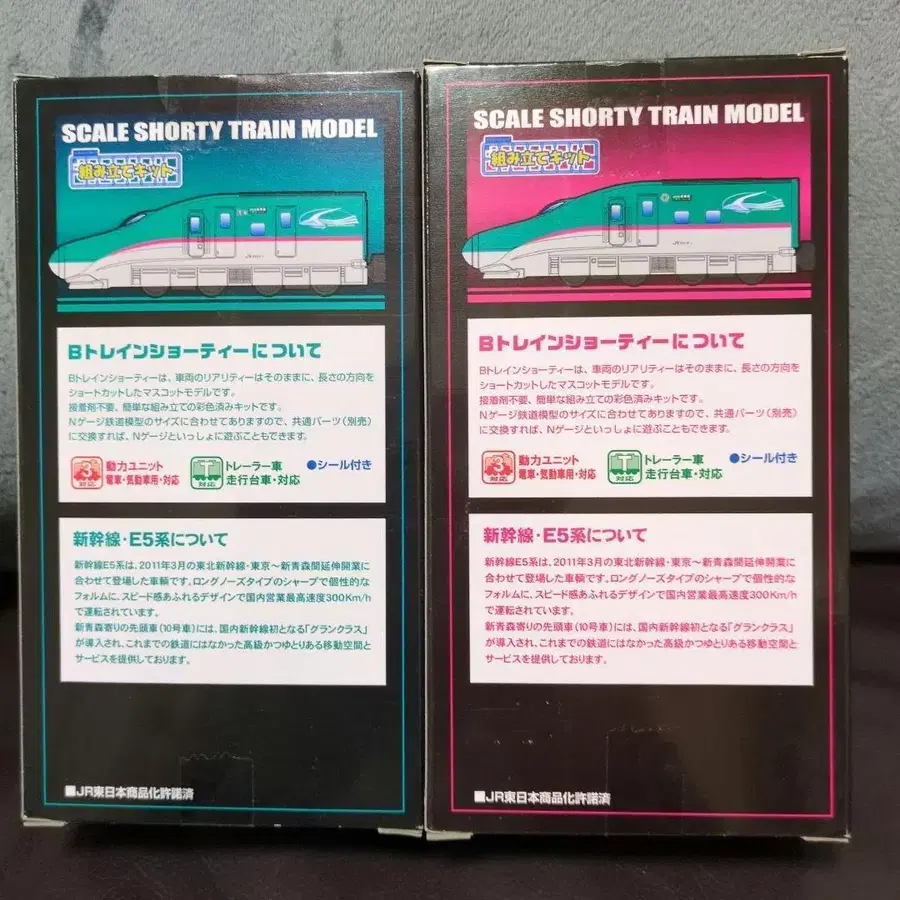 SCALE SHORTY TRAIN MODEL
組み立てキット
Bトレインショーティーについて
Bトレインショーティーは、車両のリアリティーはそのままに、長さの方向を
ショートカットしたマスコットモデルです。
接着剤不要、簡単な組み立ての彩色済みキットです。
Nゲージ鉄道模型のサイズに合わせてありますので、共通パーツ(別売)
に交換すれば、Nゲージといっしょに遊ぶこともできます。
3 対応 動力ユニット
電車・気動車用・対応
T 対応 トレーラー車
走行台車・対応
●シール付き
新幹線・E5系について
新幹線E5系は、2011年3月の東北新幹線・東京〜新青森間延伸開業に
合わせて登場した車輌です。ロングノーズタイプのシャープで個性的な
フォルムに、スピード感あふれるデザインで国内営業最高速度300Km/h
で運転されています。
新青森寄りの先頭車(10号車)には、国内新幹線初となる「グランクラス」
が導入され、これまでの鉄道にはなかった高級かつゆとりある移動空間と
サービスを提供しております。
■JR東日本商品化許諾済
SCALE SHORTY TRAIN MODEL
組み立てキット
Bトレインショーティーについて
Bトレインショーティーは、車両のリアリティーはそのままに、長さの方向を
ショートカットしたマスコットモデルです。
接着剤不要、簡単な組み立ての彩色済みキットです。
Nゲージ鉄道模型のサイズに合わせてありますので、共通パーツ(別売)
に交換すれば、Nゲージといっしょに遊ぶこともできます。
3 対応 動力ユニット
電車・気動車用・対応
T 対応 トレーラー車
走行台車・対応
●シール付き
新幹線・E5系について
新幹線E5系は、2011年3月の東北新幹線・東京〜新青森間延伸開業に
合わせて登場した車輌です。ロングノーズタイプのシャープで個性的な
フォルムに、スピード感あふれるデザインで国内営業最高速度300Km/h
で運転されています。
新青森寄りの先頭車(10号車)には、国内新幹線初となる「グランクラス」
が導入され、これまでの鉄道にはなかった高級かつゆとりある移動空間と
サービスを提供しております。
■JR東日本商品化許諾済